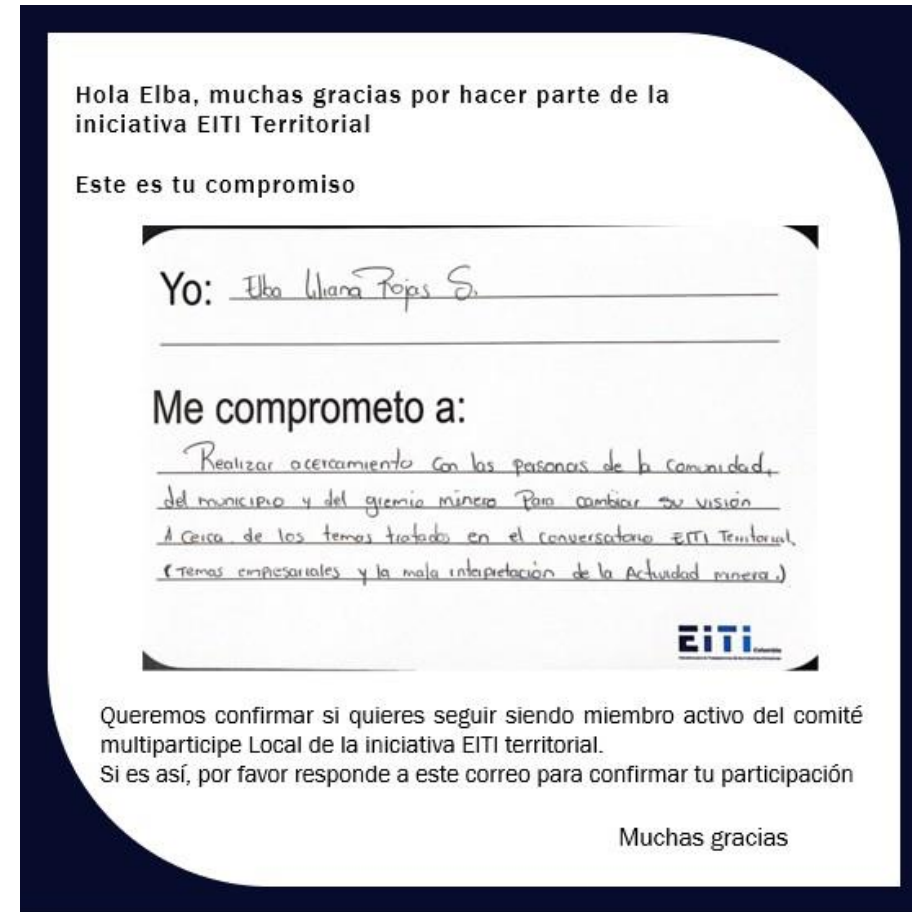 Hola Elba, muchas gracias por hacer parte de la
iniciativa EITI Territorial
Este es tu compromiso
Yo: Elba liliana Rojas S.
Me comprometo a:
Realizar acercamiento con las personas de la comunidad,
del municipio y del gremio minero Para cambiar su visión
A cerca de los temas tratados en el conversatorio EITI Territorial.
(Temas empresariales y la mala intapretación de la Actividad minera.)
EITI Colombia
Queremos confirmar si quieres seguir siendo miembro activo del comité
multiparticipe Local de la iniciativa EITI territorial.
Si es así, por favor responde a este correo para confirmar tu participación
Muchas gracias